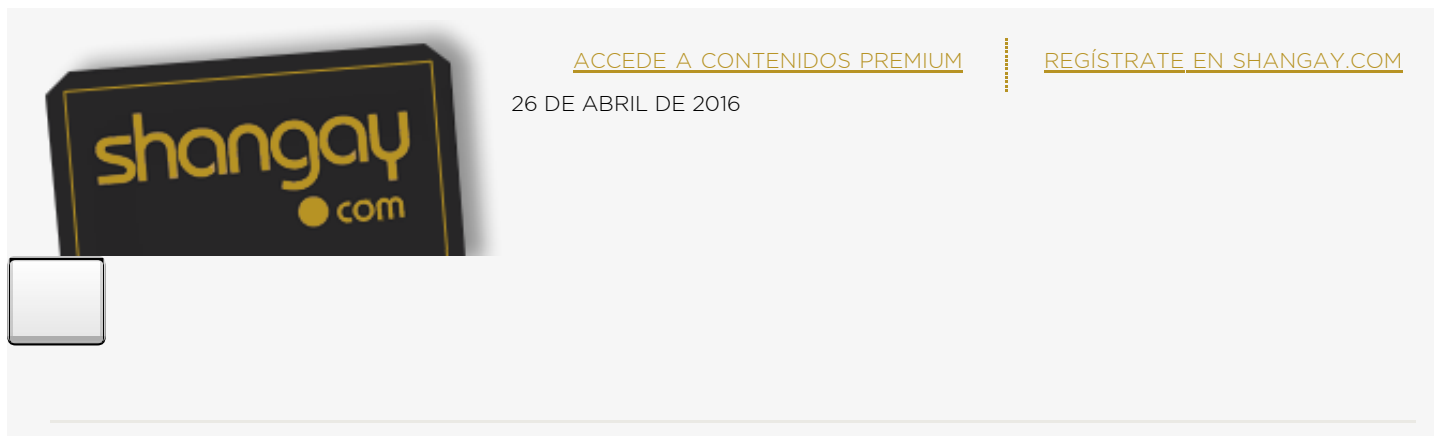 shangay
com
ACCEDE A CONTENIDOS PREMIUM
REGÍSTRATE EN SHANGAY.COM
26 DE ABRIL DE 2016